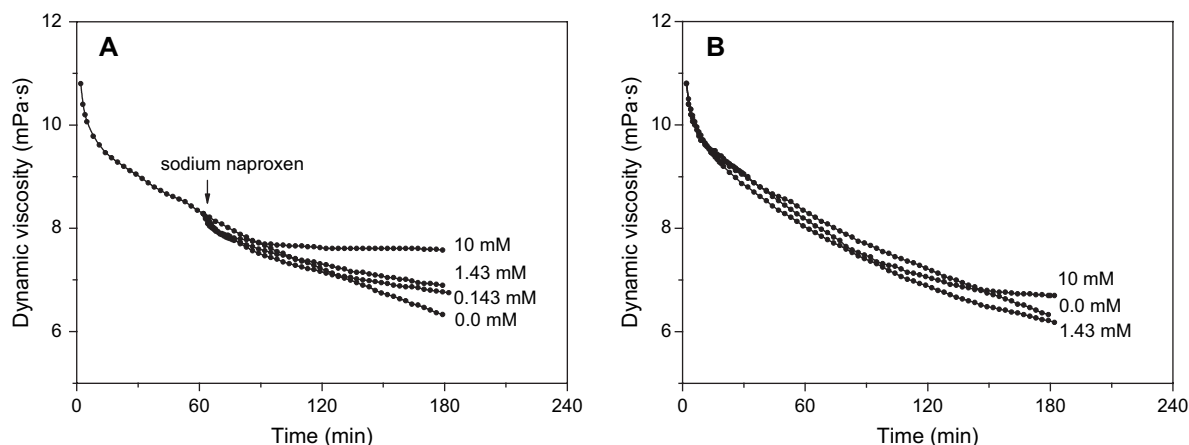 A
12
10
8
6
Dynamic viscosity (mPa·s)
sodium naproxen
10 mM
1.43 mM
0.143 mM
0.0 mM
0
60
120
180
240
Time (min)
B
12
10
8
6
Dynamic viscosity (mPa·s)
10 mM
0.0 mM
1.43 mM
0
60
120
180
240
Time (min)